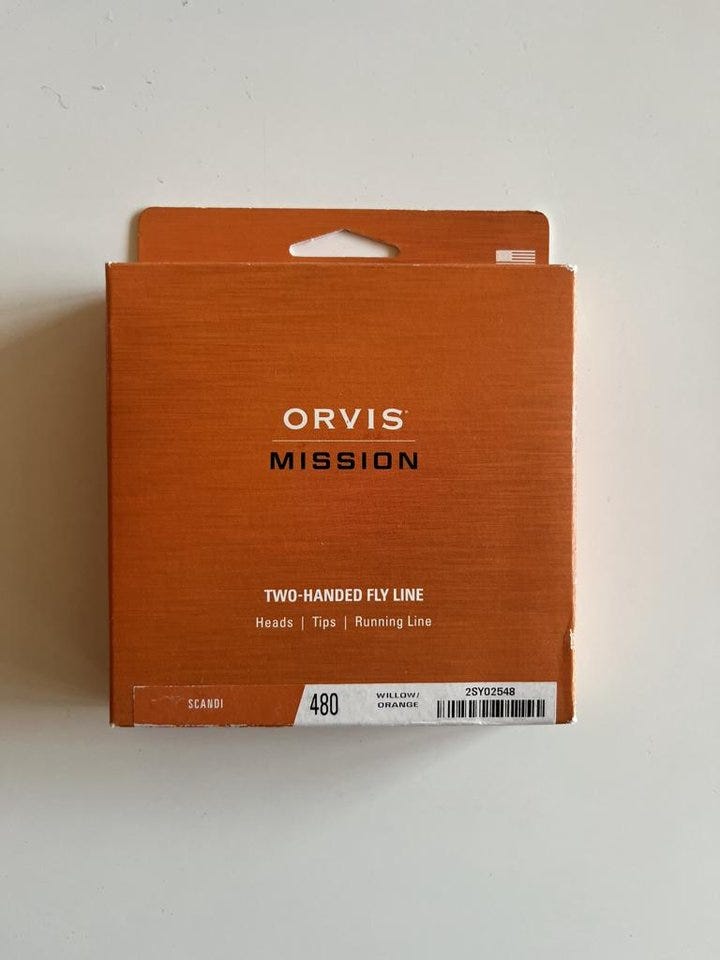 ORVIS®
MISSION
TWO-HANDED FLY LINE
Heads | Tips | Running Line
SCANDI 480 WILLOW/ ORANGE 2SY02548